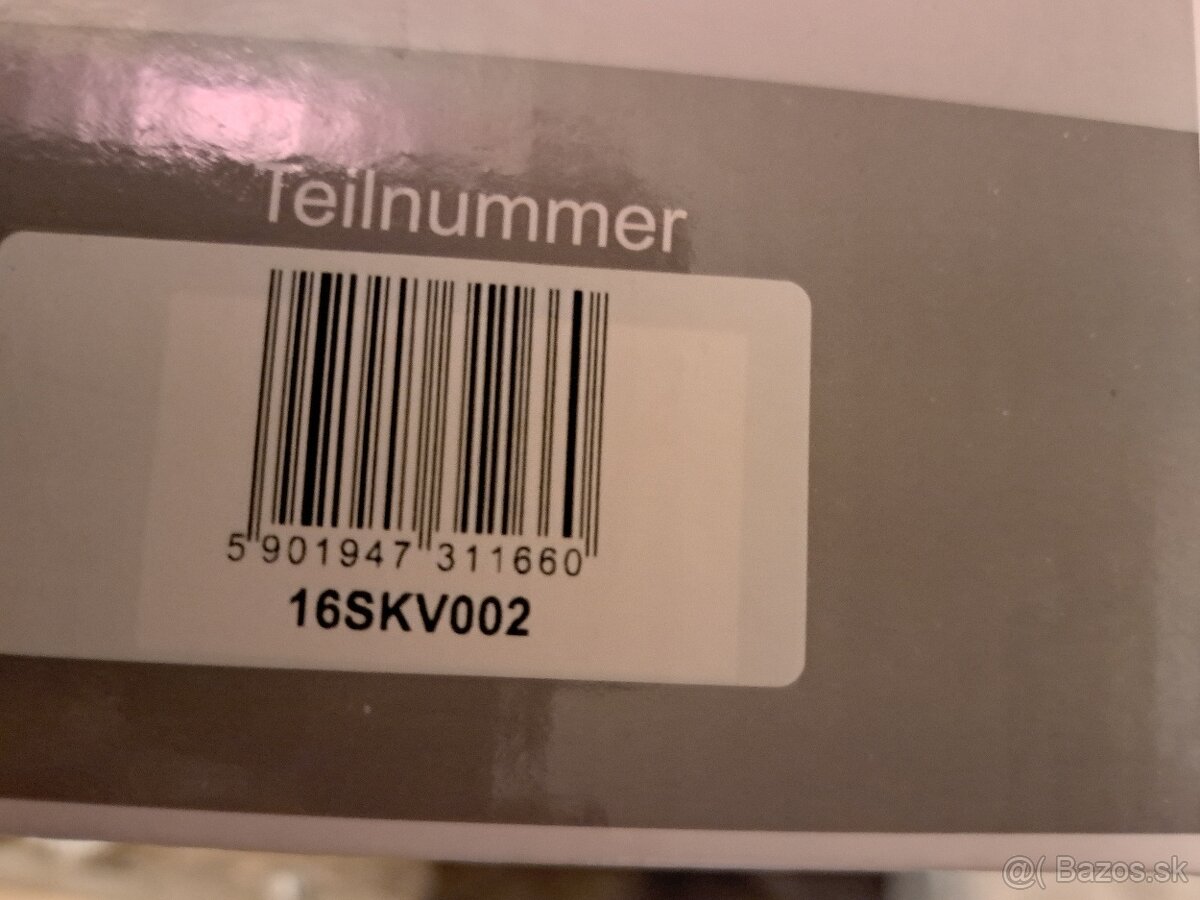 Teilnummer
5 901947 311660
16SKV002
@( Bazos.sk